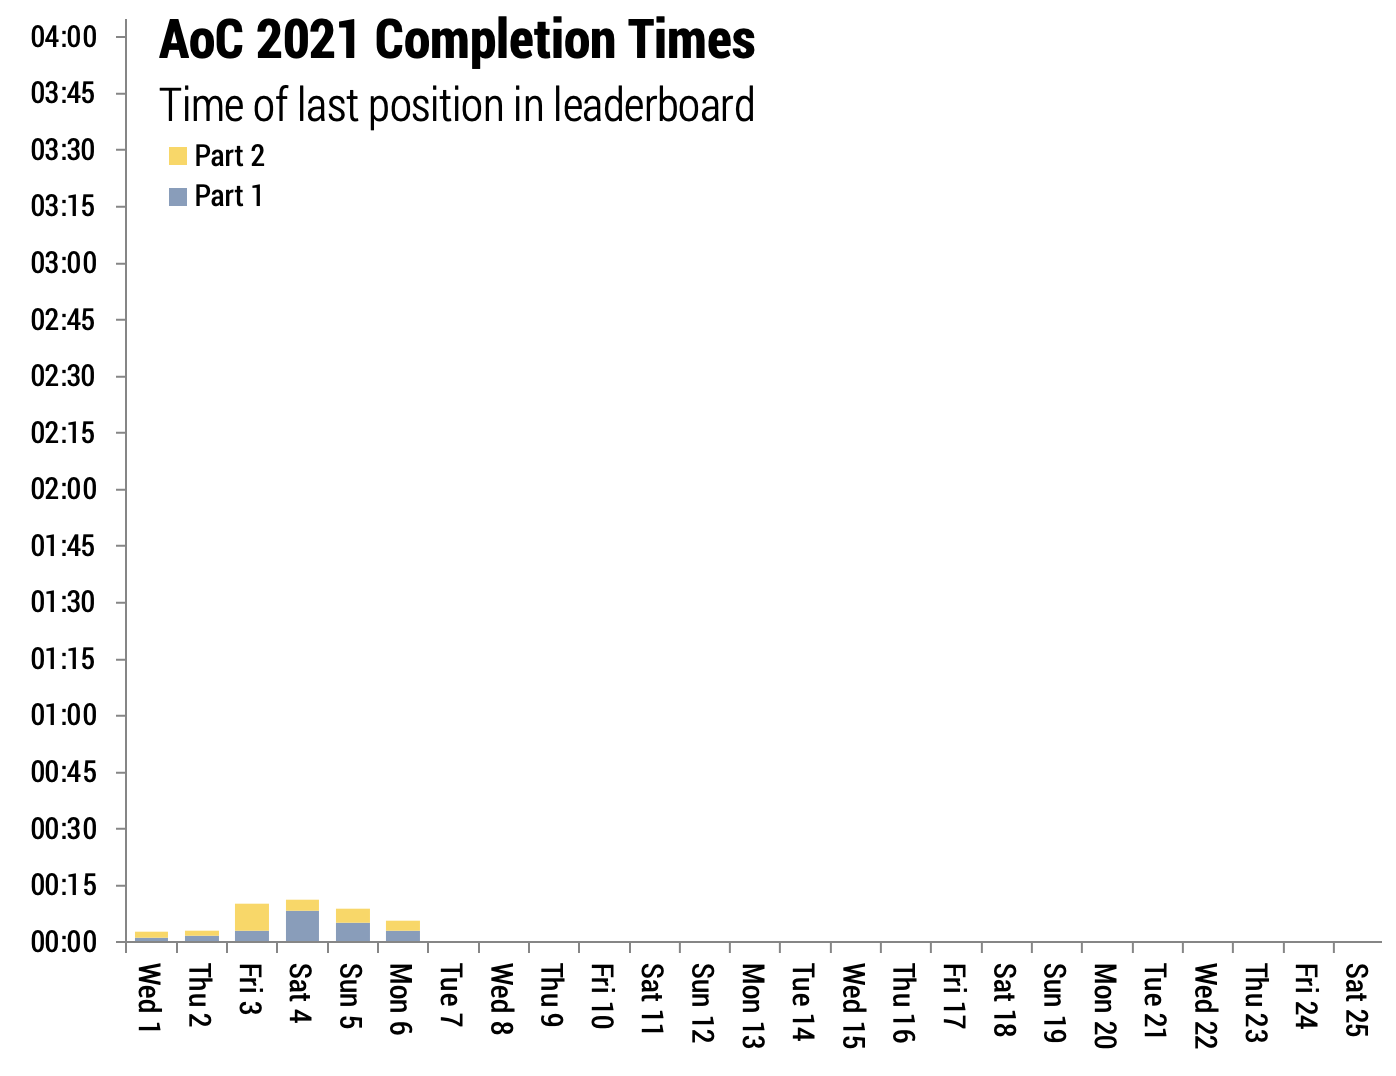 AoC 2021 Completion Times
Time of last position in leaderboard
Part 2
Part 1
04:00
03:45
03:30
03:15
03:00
02:45
02:30
02:15
02:00
01:45
01:30
01:15
01:00
00:45
00:30
00:15
00:00
Wed 1
Thu 2
Fri 3
Sat 4
Sun 5
Mon 6
Tue 7
Wed 8
Thu 9
Fri 10
Sat 11
Sun 12
Mon 13
Tue 14
Wed 15
Thu 16
Fri 17
Sat 18
Sun 19
Mon 20
Tue 21
Wed 22
Thu 23
Fri 24
Sat 25